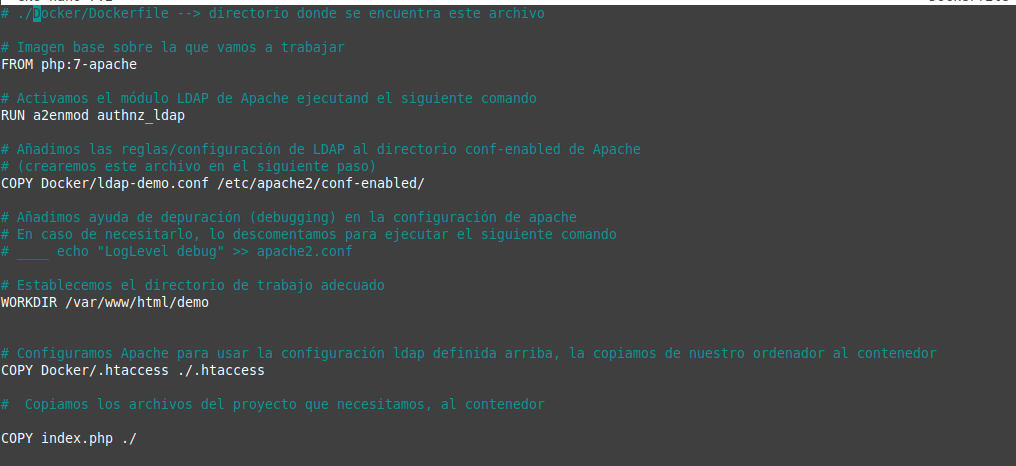 # ./Docker/Dockerfile --> directorio donde se encuentra este archivo
# Imagen base sobre la que vamos a trabajar
FROM php:7-apache
# Activamos el módulo LDAP de Apache ejecutand el siguiente comando
RUN a2enmod authnz_ldap
# Añadimos las reglas/configuración de LDAP al directorio conf-enabled de Apache
# (crearemos este archivo en el siguiente paso)
COPY Docker/ldap-demo.conf /etc/apache2/conf-enabled/
# Añadimos ayuda de depuración (debugging) en la configuración de apache
# En caso de necesitarlo, lo descomentamos para ejecutar el siguiente comando
# ____ echo "LogLevel debug" >> apache2.conf
# Establecemos el directorio de trabajo adecuado
WORKDIR /var/www/html/demo
# Configuramos Apache para usar la configuración ldap definida arriba, la copiamos de nuestro ordenador al contenedor
COPY Docker/.htaccess ./.htaccess
#  Copiamos los archivos del proyecto que necesitamos, al contenedor
COPY index.php ./